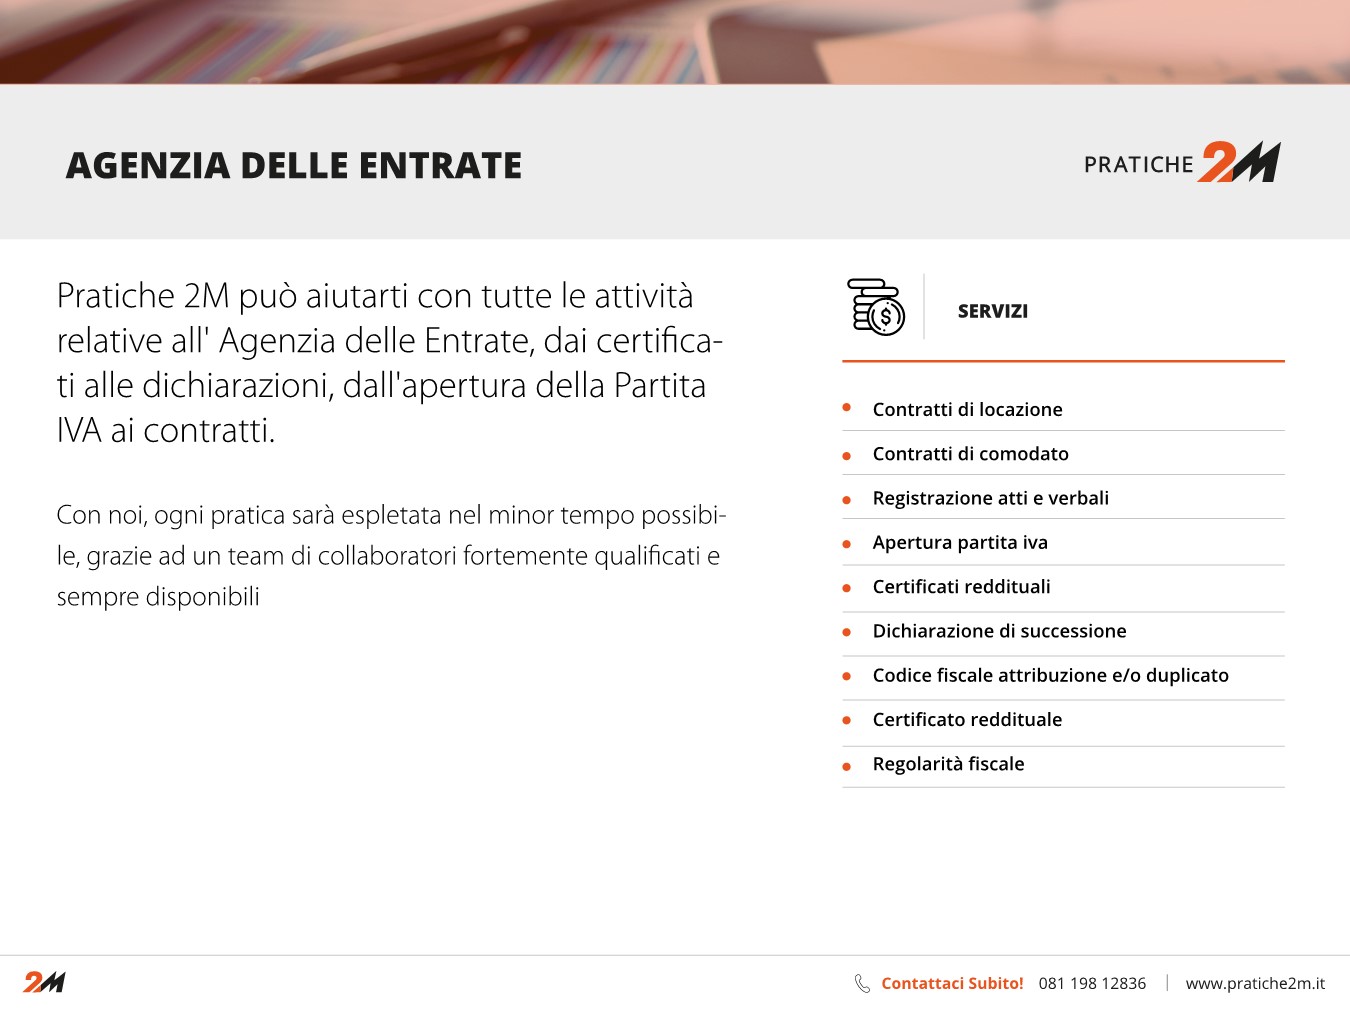 AGENZIA DELLE ENTRATE
PRATICHE 2M
Pratiche 2M può aiutarti con tutte le attività
relative all' Agenzia delle Entrate, dai certifica-
ti alle dichiarazioni, dall'apertura della Partita
IVA ai contratti.
Con noi, ogni pratica sarà espletata nel minor tempo possibi-
le, grazie ad un team di collaboratori fortemente qualificati e
sempre disponibili
$
SERVIZI
Contratti di locazione
Contratti di comodato
Registrazione atti e verbali
Apertura partita iva
Certificati reddituali
Dichiarazione di successione
Codice fiscale attribuzione e/o duplicato
Certificato reddituale
Regolarità fiscale
2M
Contattaci Subito! 081 198 12836 | www.pratiche2m.it